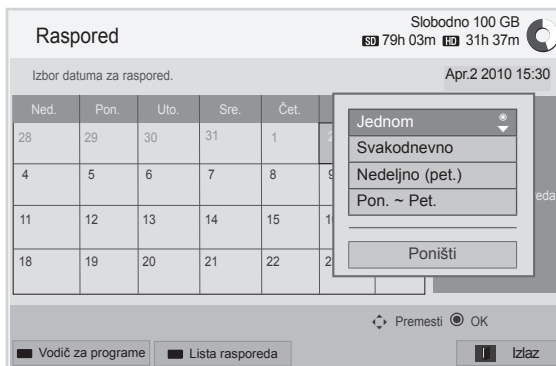 Raspored
Slobodno 100 GB
SD 79h 03m HD 31h 37m
Izbor datuma za raspored.
Apr.2 2010 15:30
Ned. Pon. Uto. Sre. Čet.
28 29 30 31 1
4 5 6 7 8
11 12 13 14 15
18 19 20 21 22
Jednom
Svakodnevno
Nedeljno (pet.)
Pon. ~ Pet.
Poništi
Premesti OK
Vodič za programe Lista rasporeda Izlaz